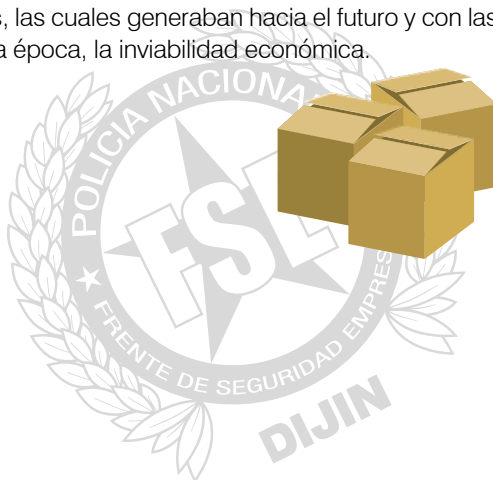 s, las cuales generaban hacia el futuro y con las
a época, la inviabilidad económica.
POLICIA NACIONA
FSE
FRENTE DE SEGURIDAD EMPRES
DIJIN